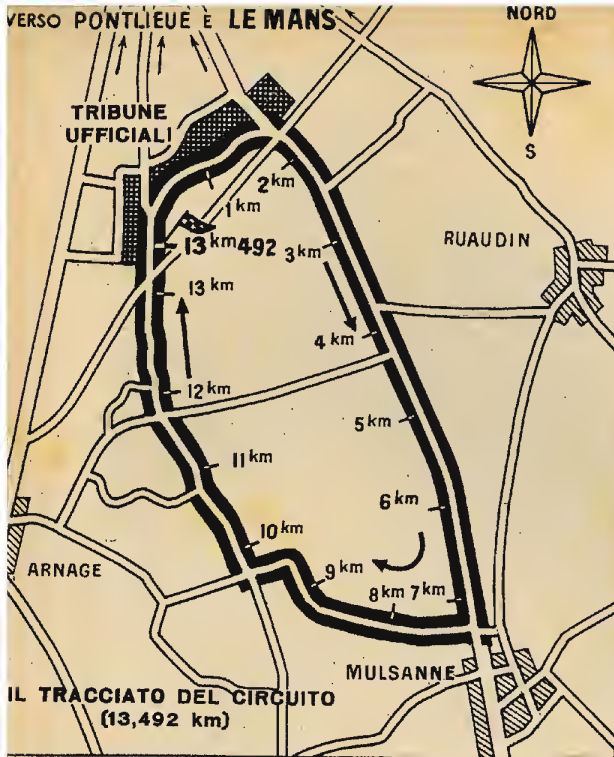 VERSO PONTLIEUE E LE MANS
NORD
TRIBUNE
UFFICIALI
S
2 km
1 km
RUAUDIN
13 km 492
3 km
13 km
4 km
12 km
5 km
11 km
6 km
10 km
9 km
ARNAGE
8 km 7 km
MULSANNE
IL TRACCIATO DEL CIRCUITO
(13,492 km)